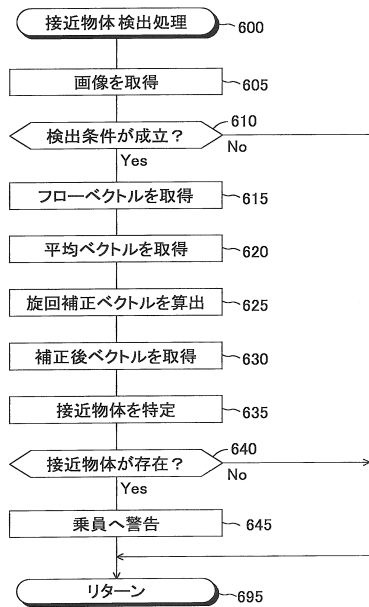 接近物体検出処理 600
画像を取得 605
610
検出条件が成立？
No
Yes
フローベクトルを取得 615
平均ベクトルを取得 620
旋回補正ベクトルを算出 625
補正後ベクトルを取得 630
接近物体を特定 635
640
接近物体が存在？
No
Yes
乗員へ警告 645
リターン 695